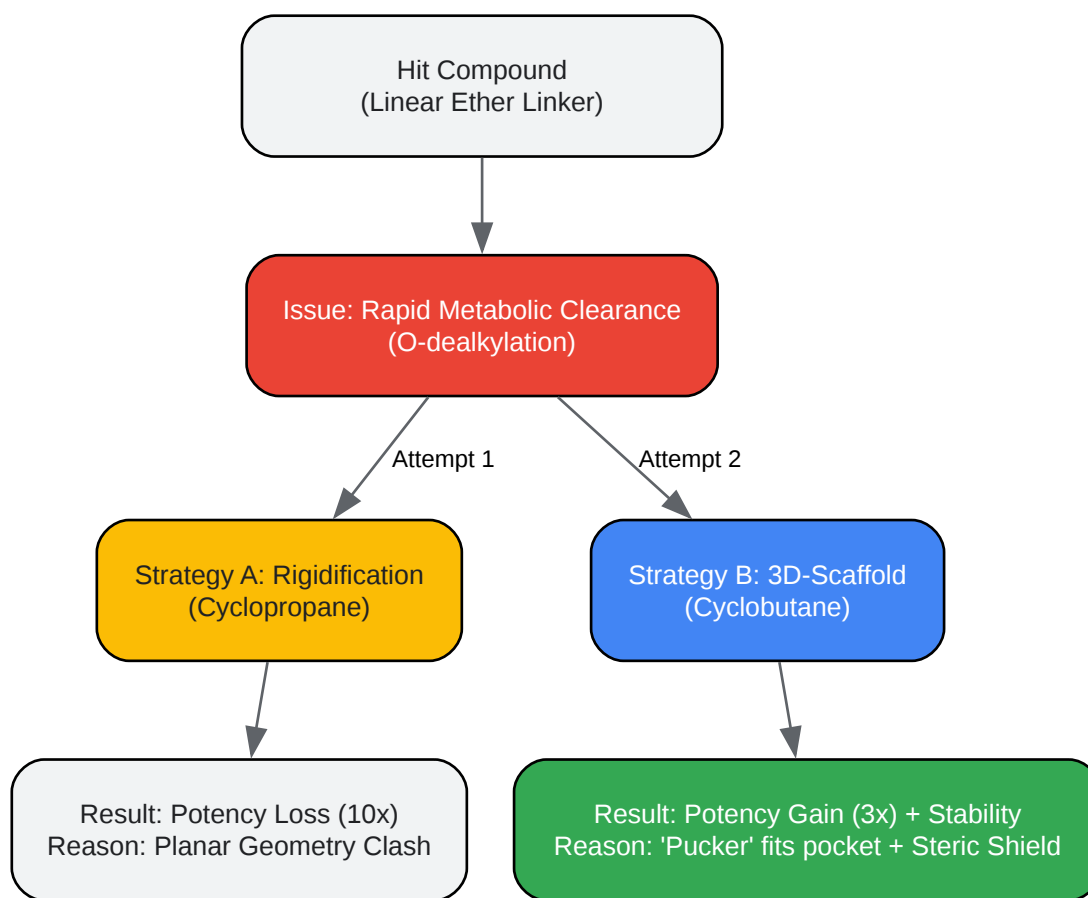 Hit Compound
(Linear Ether Linker)
Issue: Rapid Metabolic Clearance
(O-dealkylation)
Attempt 1
Attempt 2
Strategy A: Rigidification
(Cyclopropane)
Strategy B: 3D-Scaffold
(Cyclobutane)
Result: Potency Loss (10x)
Reason: Planar Geometry Clash
Result: Potency Gain (3x) + Stability
Reason: 'Pucker' fits pocket + Steric Shield